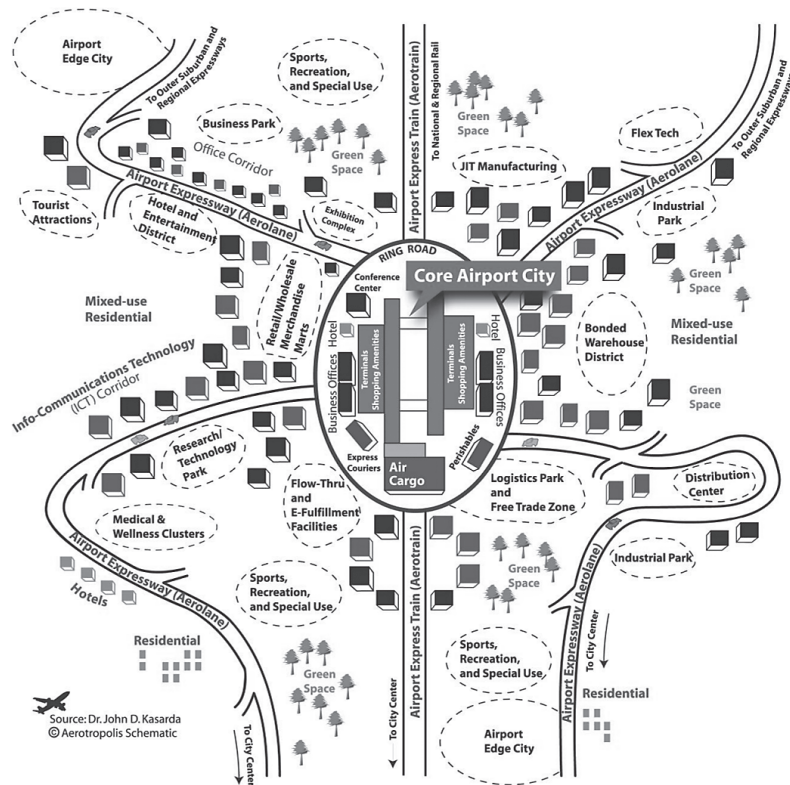 Airport
Edge City
To Outer Suburban and
Regional Expressways
Sports,
Recreation,
and Special Use
Airport Express Train (Aerotrain)
To National & Regional Rail
Green
Space
Flex Tech
To Outer Suburban and
Regional Expressways
Business Park
Office Corridor
Green
Space
JIT Manufacturing
Airport Expressway (Aerolane)
Industrial
Park
Tourist
Attractions
Airport Expressway (Aerolane)
Hotel and
Entertainment
District
Exhibition
Complex
RING ROAD
Core Airport City
Conference
Center
Green
Space
Mixed-use
Residential
Retail/Wholesale
Merchandise
Marts
Hotel
Terminals
Shopping Amenities
Terminals
Shopping Amenities
Hotel
Business Offices
Business Offices
Bonded
Warehouse
District
Mixed-use
Residential
Info-Communications Technology
(ICT) Corridor
Green
Space
Research/
Technology
Park
Express
Couriers
Air
Cargo
Perishables
Flow-Thru
and
E-Fulfillment
Facilities
Logistics Park
and
Free Trade Zone
Distribution
Center
Medical &
Wellness Clusters
Airport Expressway (Aerolane)
Hotels
Sports,
Recreation,
and Special Use
Airport Express Train (Aerotrain)
Green
Space
Industrial Park
Airport Expressway (Aerolane)
To City Center
Residential
Green
Space
Sports,
Recreation,
and Special Use
Residential
Source: Dr. John D. Kasarda
© Aerotropolis Schematic
To City Center
To City Center
Airport
Edge City